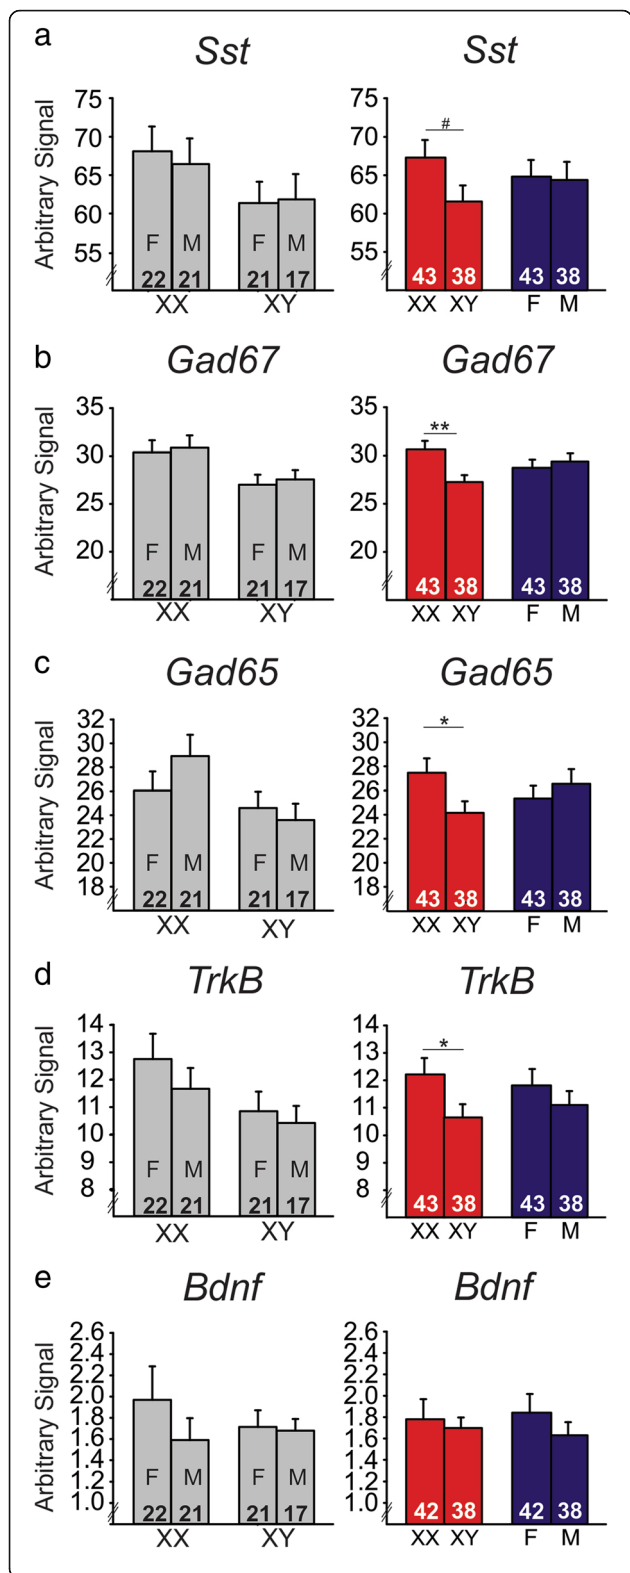 a
Sst Sst
Arbitrary Signal
75 75
70 70 #
65 65
60 60
55 F M F M 55
22 21 21 17 43 38 43 38
XX XY XX XY F M
b
Gad67 Gad67
Arbitrary Signal
35 35
30 30 **
25 25
20 F M F M 20
22 21 21 17 43 38 43 38
XX XY XX XY F M
c
Gad65 Gad65
Arbitrary Signal
32 32 *
30 30
28 28
26 26
24 24
22 22
20 F M F M 20
18 22 21 21 17 18 43 38 43 38
XX XY XX XY F M
d
TrkB TrkB
Arbitrary Signal
14 14
13 13 *
12 12
11 11
10 10
9 F M F M 9
8 22 21 21 17 8 43 38 43 38
XX XY XX XY F M
e
Bdnf Bdnf
Arbitrary Signal
2.6 2.6
2.4 2.4
2.2 2.2
2.0 2.0
1.8 1.8
1.6 1.6
1.4 1.4
1.2 F M F M 1.2
1.0 22 21 21 17 1.0 42 38 42 38
XX XY XX XY F M